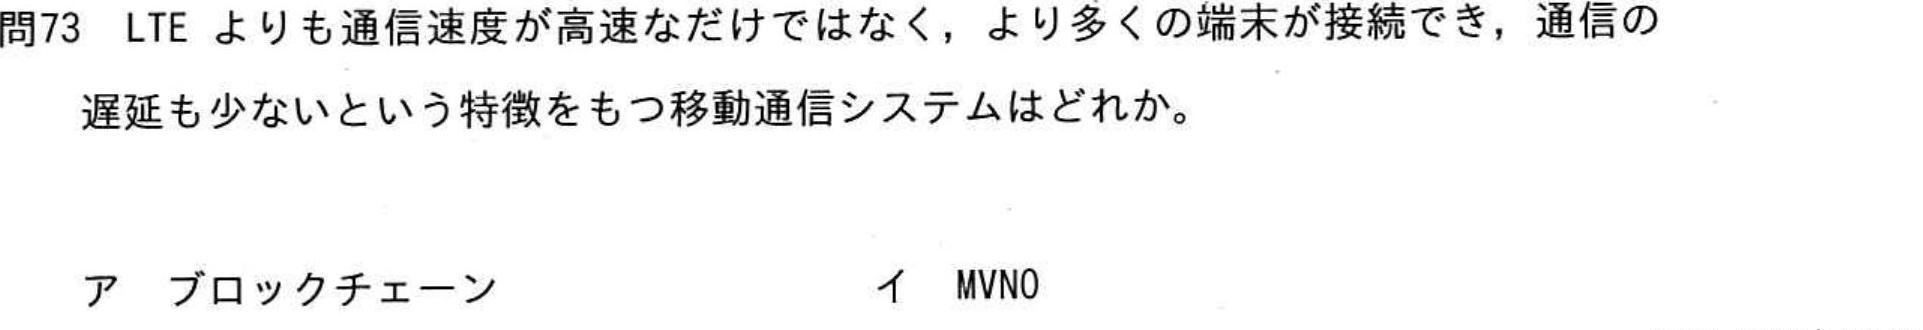 問73 LTE よりも通信速度が高速なだけではなく，より多くの端末が接続でき，通信の
遅延も少ないという特徴をもつ移動通信システムはどれか。
ア ブロックチェーン イ MVNO